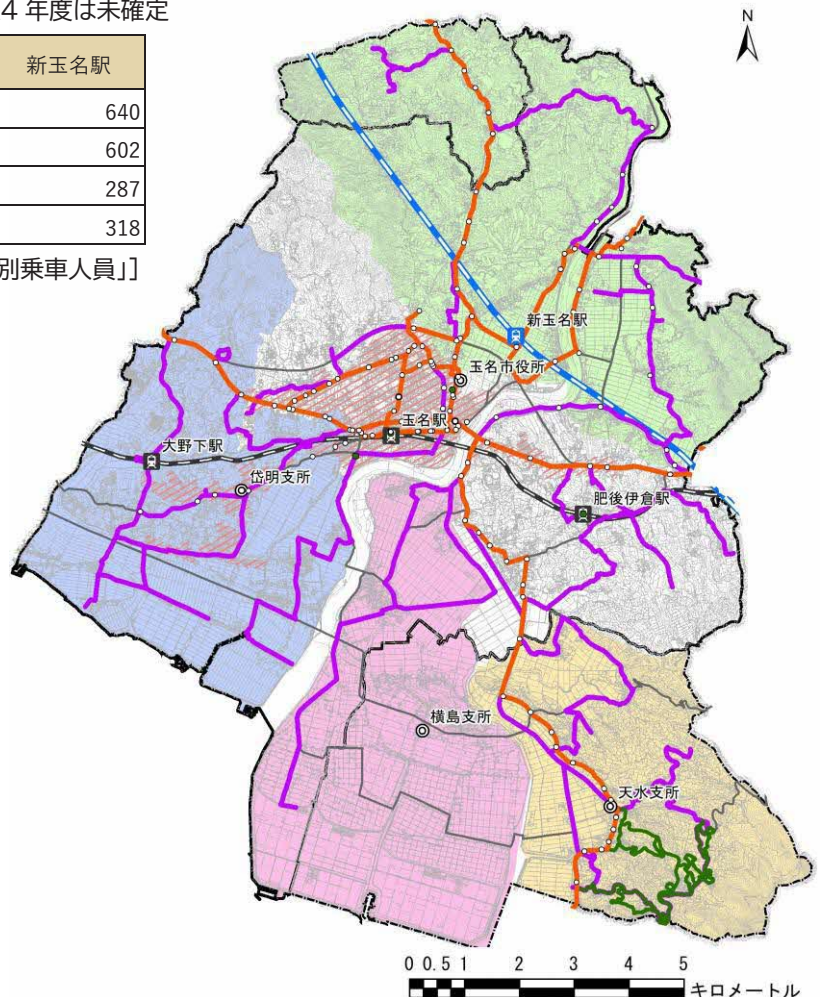 ４年度は未確定
新玉名駅
640
602
287
318
別乗車人員」］
N
新玉名駅
玉名市役所
玉名駅
大野下駅
岱明支所
肥後伊倉駅
横島支所
天水支所
0 0.5 1 2 3 4 5
キロメートル